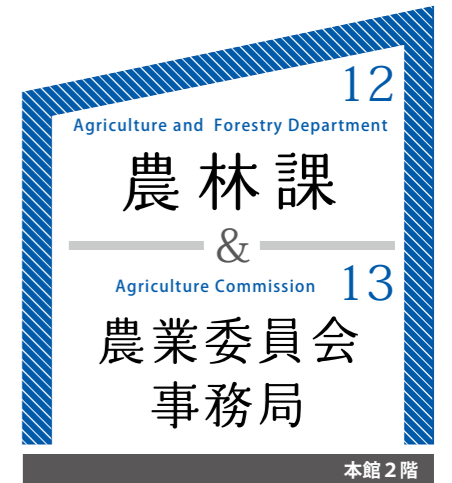 12
Agriculture and Forestry Department
農林課
&
Agriculture Commission 13
農業委員会
事務局
本館2階